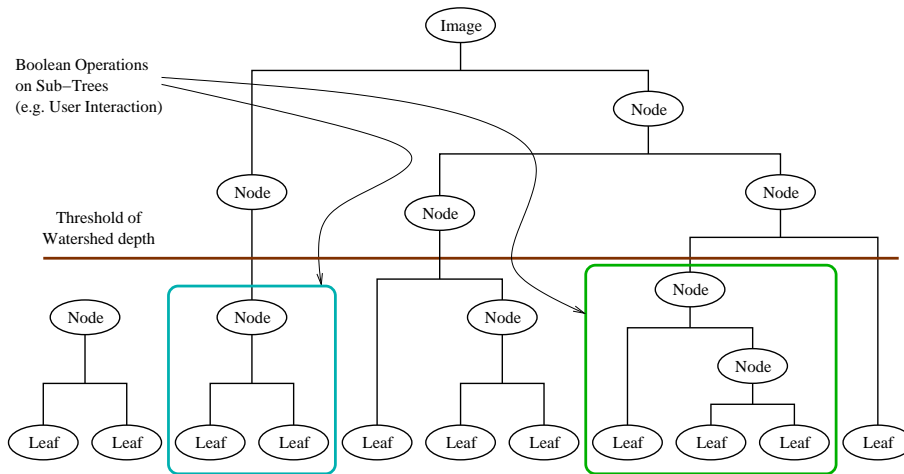 Image
Boolean Operations
on Sub−Trees
(e.g. User Interaction)
Node
Node
Node
Node
Threshold of
Watershed depth
Node
Node
Node
Node
Node
Leaf
Leaf
Leaf
Leaf
Leaf
Leaf
Leaf
Leaf
Leaf
Leaf
Leaf